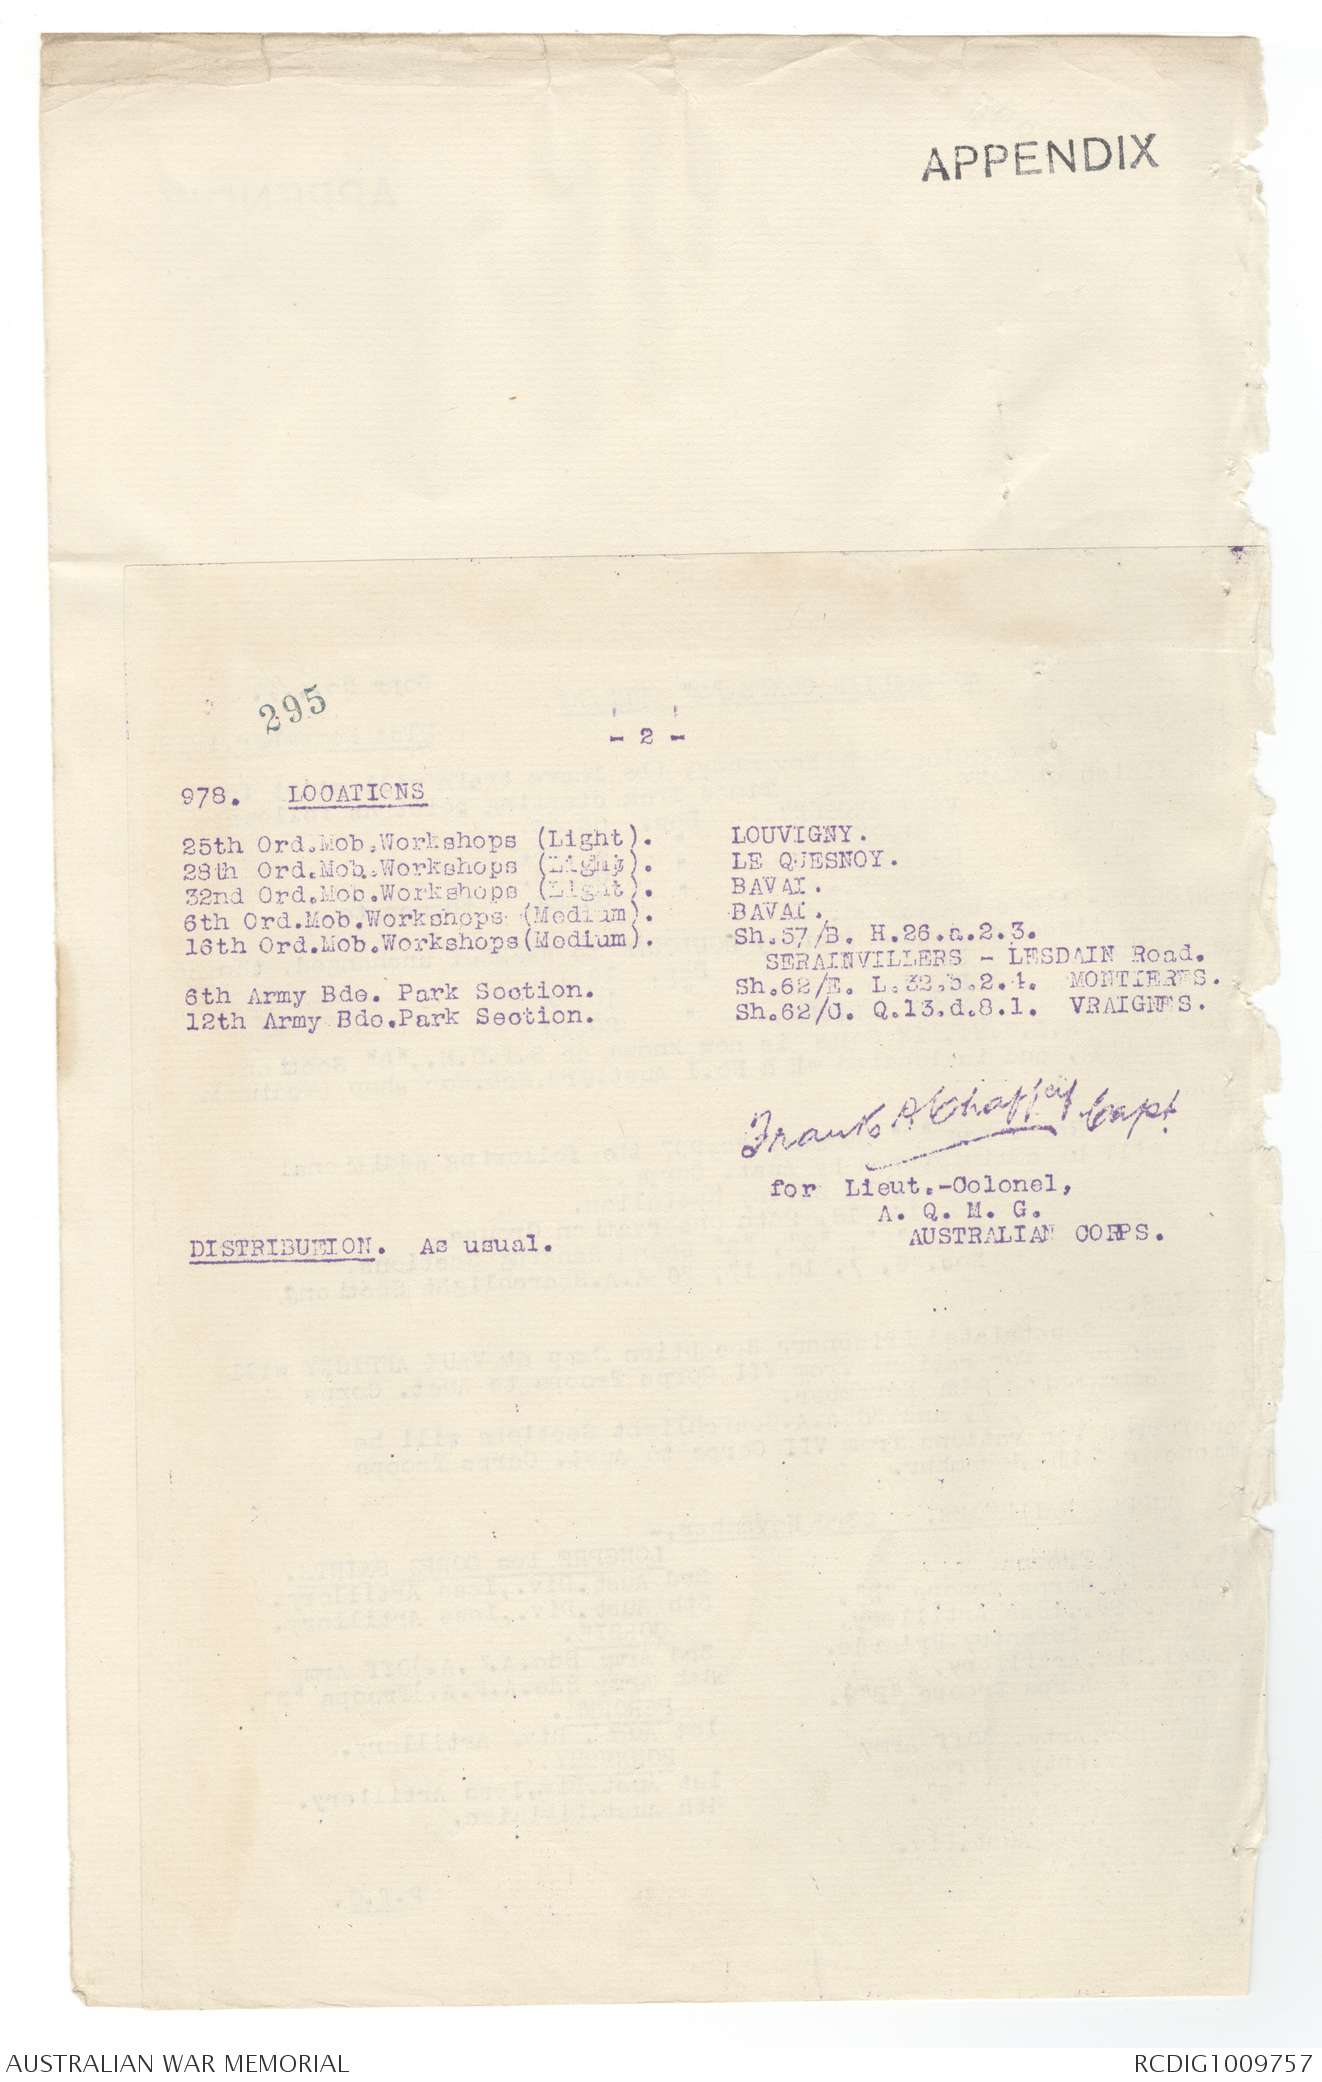 APPENDIX
295
- 2 -
978. LOCATIONS
25th Ord.Mob.Workshops (Light). LOUVIGNY.
28th Ord.Mob.Workshops (Light). LE QUESNOY.
32nd Ord.Mob.Workshops (Light). BAVAI.
6th Ord.Mob.Workshops (Medium). BAVAI.
16th Ord.Mob.Workshops(Medium). Sh.57/B. H.26.a.2.3.
SERAINVILLERS - LESDAIN Road.
6th Army Bde. Park Section. Sh.62/E. L.32.b.2.4. MONTIERES.
12th Army Bde.Park Section. Sh.62/C. Q.13.d.8.1. VRAIGNES.
Frank A Chaffey Capt
for Lieut.-Colonel,
A. Q. M. G.
AUSTRALIAN CORPS.
DISTRIBUTION. As usual.
AUSTRALIAN WAR MEMORIAL RCDIG1009757